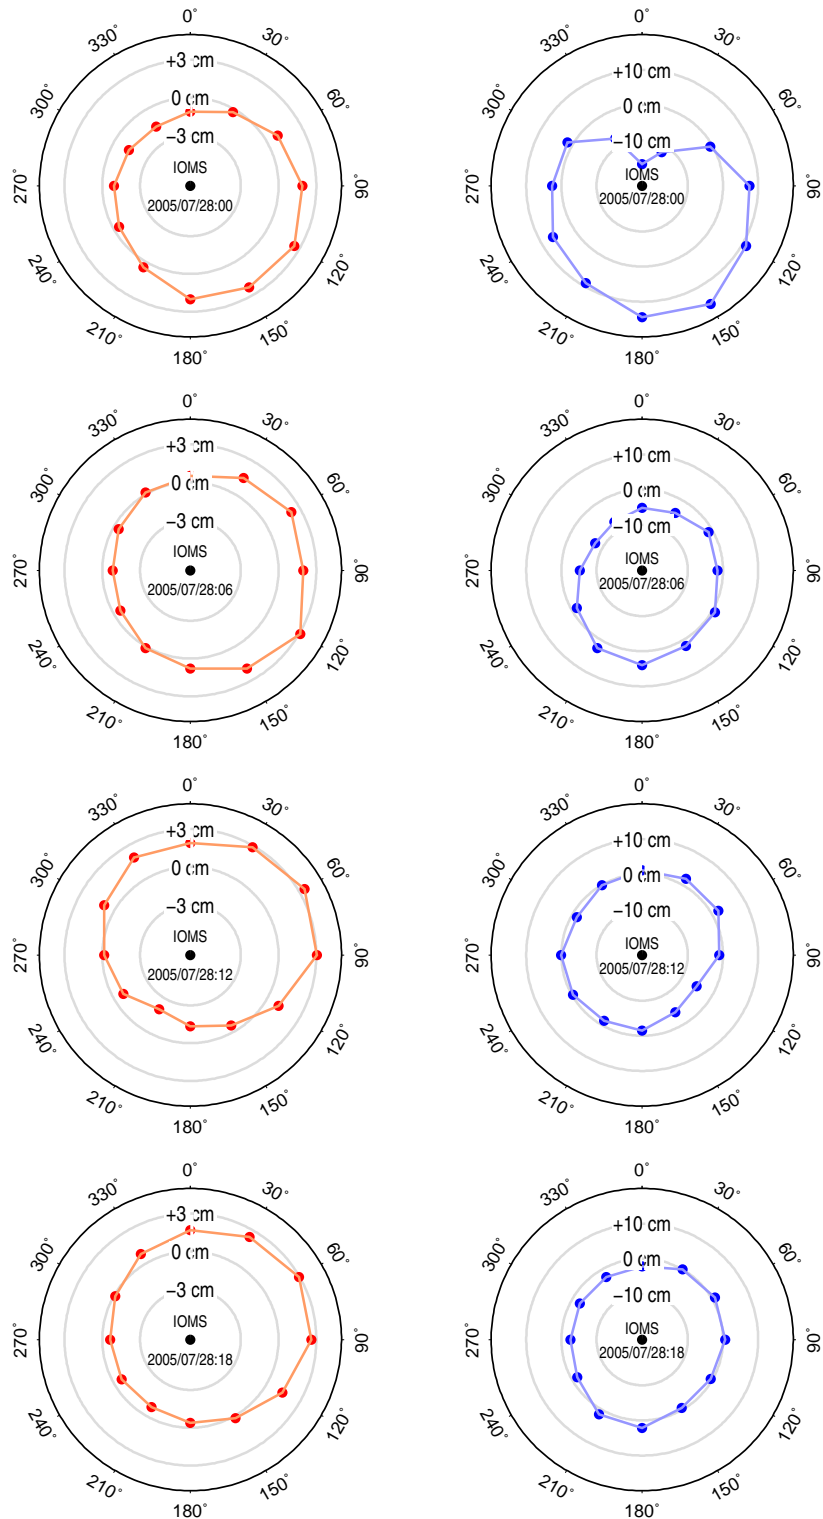 0° 0°
330° 30° 330° 30°
+3 cm +10 cm
300° 0 cm 60° 300° 0 cm 60°
−3 cm −10 cm
IOMS IOMS
270° 90° 270° 90°
2005/07/28:00 2005/07/28:00
240° 120° 240° 120°
210° 150° 210° 150°
180° 180°
0° 0°
330° 30° 330° 30°
+3 cm +10 cm
300° 0 cm 60° 300° 0 cm 60°
−3 cm −10 cm
IOMS IOMS
270° 90° 270° 90°
2005/07/28:06 2005/07/28:06
240° 120° 240° 120°
210° 150° 210° 150°
180° 180°
0° 0°
330° 30° 330° 30°
+3 cm +10 cm
300° 0 cm 60° 300° 0 cm 60°
−3 cm −10 cm
IOMS IOMS
270° 90° 270° 90°
2005/07/28:12 2005/07/28:12
240° 120° 240° 120°
210° 150° 210° 150°
180° 180°
0° 0°
330° 30° 330° 30°
+3 cm +10 cm
300° 0 cm 60° 300° 0 cm 60°
−3 cm −10 cm
IOMS IOMS
270° 90° 270° 90°
2005/07/28:18 2005/07/28:18
240° 120° 240° 120°
210° 150° 210° 150°
180° 180°